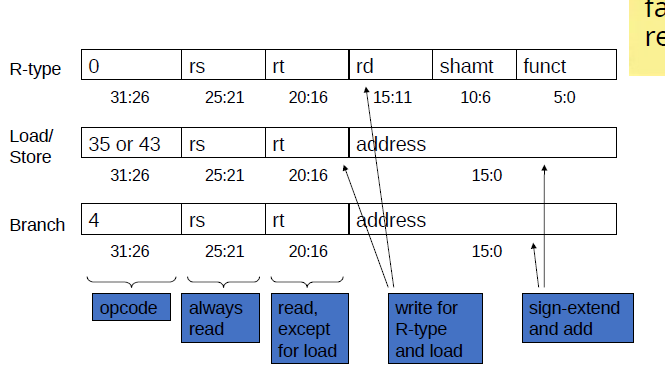 fa
re
R-type 0 rs rt rd shamt funct
31:26 25:21 20:16 15:11 10:6 5:0
Load/
Store 35 or 43 rs rt address
31:26 25:21 20:16 15:0
Branch 4 rs rt address
31:26 25:21 20:16 15:0
opcode
always
read
read,
except
for load
write for
R-type
and load
sign-extend
and add